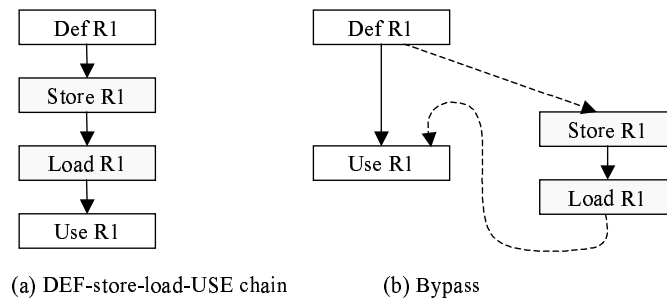 Def R1
Store R1
Load R1
Use R1
(a) DEF-store-load-USE chain
Def R1
Use R1
Store R1
Load R1
(b) Bypass